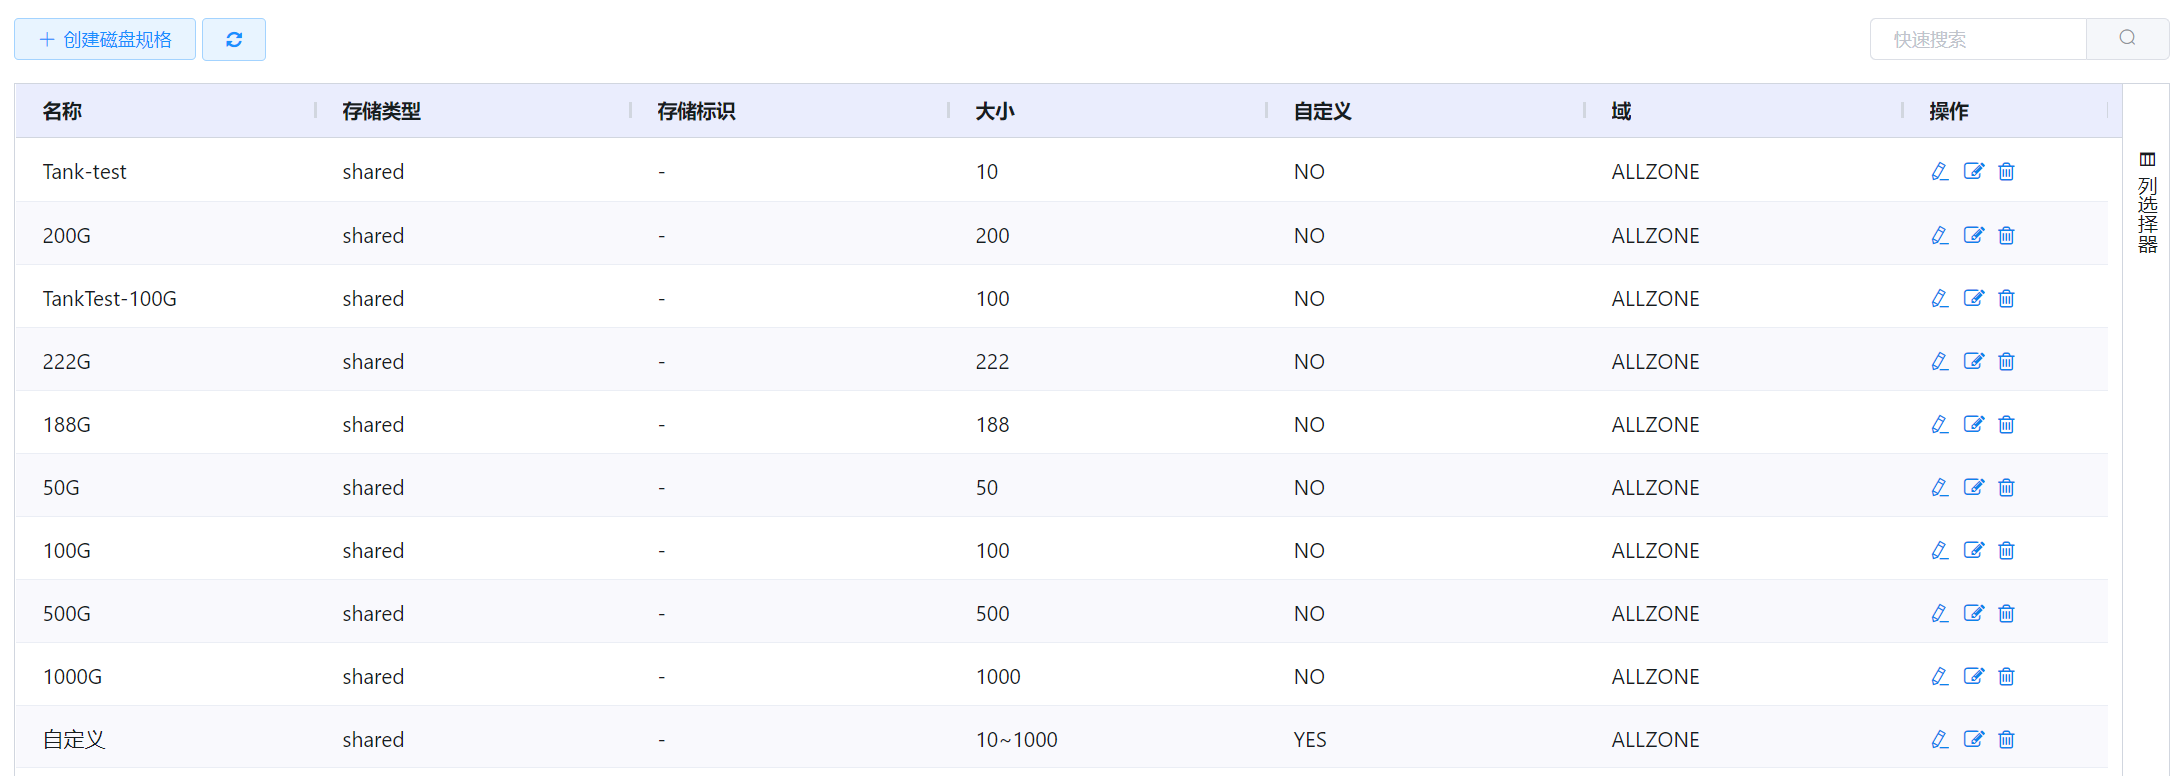 创建磁盘规格 快速搜索
名称 存储类型 存储标识 大小 自定义 域 操作
Tank-test shared - 10 NO ALLZONE
200G shared - 200 NO ALLZONE
TankTest-100G shared - 100 NO ALLZONE
222G shared - 222 NO ALLZONE
188G shared - 188 NO ALLZONE
50G shared - 50 NO ALLZONE
100G shared - 100 NO ALLZONE
500G shared - 500 NO ALLZONE
1000G shared - 1000 NO ALLZONE
自定义 shared - 10~1000 YES ALLZONE
列选择器